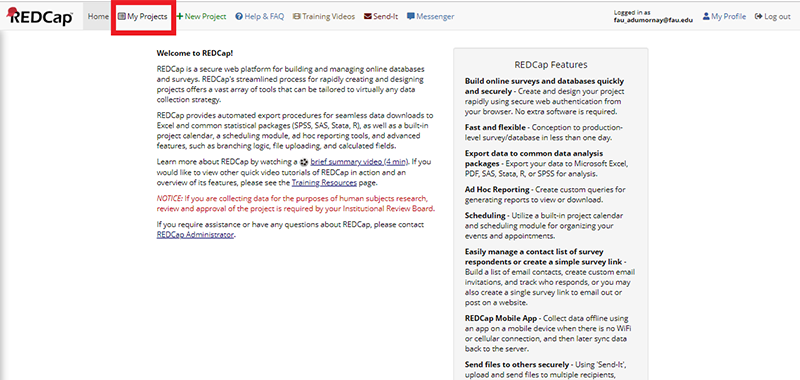 REDCap Home My Projects New Project Help & FAQ Training Videos Send-It Messenger Logged in as My Profile Log out
fau_adumornay@fau.edu
Welcome to REDCap!
REDCap is a secure web platform for building and managing online databases
and surveys. REDCap's streamlined process for rapidly creating and designing
projects offers a vast array of tools that can be tailored to virtually any data
collection strategy.
REDCap provides automated export procedures for seamless data downloads to
Excel and common statistical packages (SPSS, SAS, Stata, R), as well as a built-in
project calendar, a scheduling module, ad hoc reporting tools, and advanced
features, such as branching logic, file uploading, and calculated fields.
Learn more about REDCap by watching a brief summary video (4 min). If you
would like to view other quick video tutorials of REDCap in action and an
overview of its features, please see the Training Resources page.
NOTICE: If you are collecting data for the purposes of human subjects research,
review and approval of the project is required by your Institutional Review Board.
If you require assistance or have any questions about REDCap, please contact
REDCap Administrator.
REDCap Features
Build online surveys and databases quickly
and securely - Create and design your project
rapidly using secure web authentication from
your browser. No extra software is required.
Fast and flexible - Conception to production-
level survey/database in less than one day.
Export data to common data analysis
packages - Export your data to Microsoft Excel,
PDF, SAS, Stata, R, or SPSS for analysis.
Ad Hoc Reporting - Create custom queries for
generating reports to view or download.
Scheduling - Utilize a built-in project calendar
and scheduling module for organizing your
events and appointments.
Easily manage a contact list of survey
respondents or create a simple survey link -
Build a list of email contacts, create custom email
invitations, and track who responds, or you may
also create a single survey link to email out or
post on a website.
REDCap Mobile App - Collect data offline using
an app on a mobile device when there is no WiFi
or cellular connection, and then later sync data
back to the server.
Send files to others securely - Using 'Send-It',
upload and send files to multiple recipients,